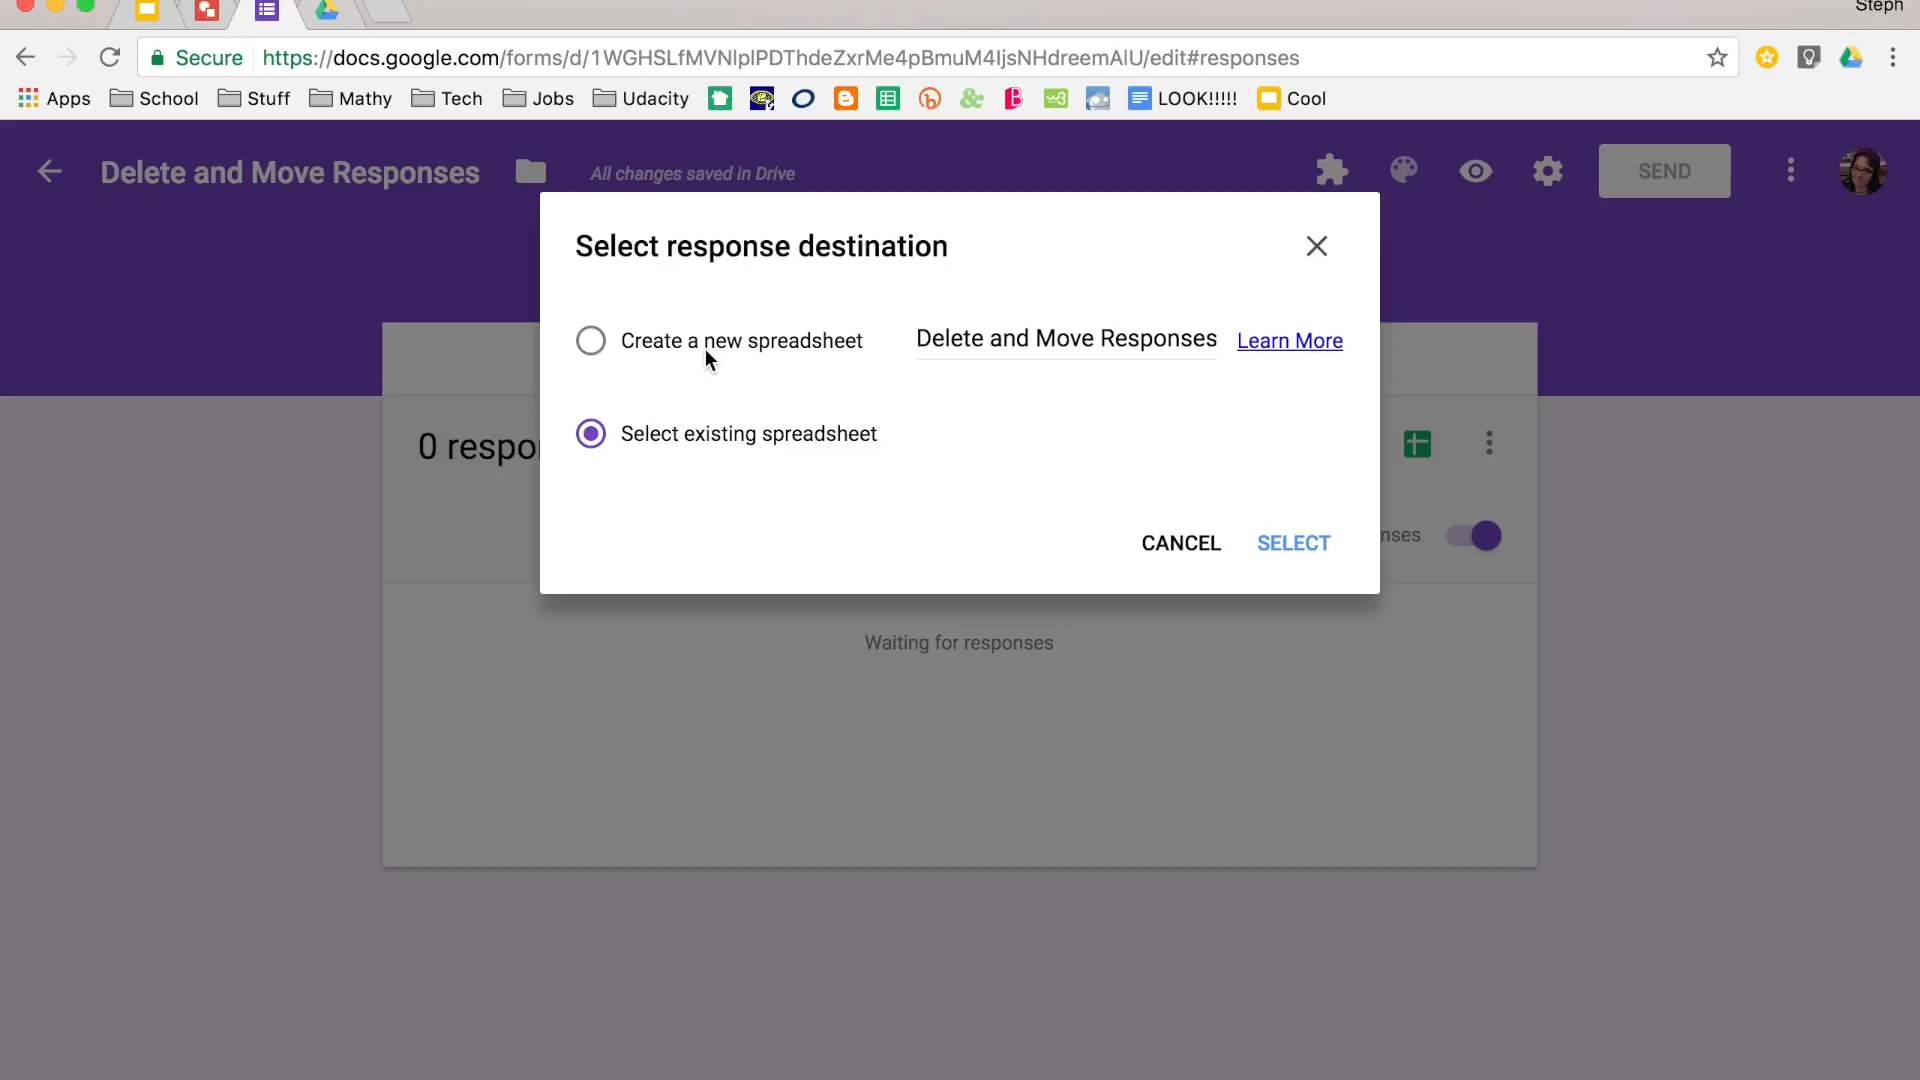 Steph
Secure https://docs.google.com/forms/d/1WGHSLfMVNlplPDThdeZxrMe4pBmuM4ljsNHdreemAlU/edit#responses
Apps School Stuff Mathy Tech Jobs Udacity LOOK!!!!! Cool
Delete and Move Responses All changes saved in Drive SEND
Select response destination
Create a new spreadsheet Delete and Move Responses Learn More
Select existing spreadsheet
0 respo
nses
CANCEL SELECT
Waiting for responses